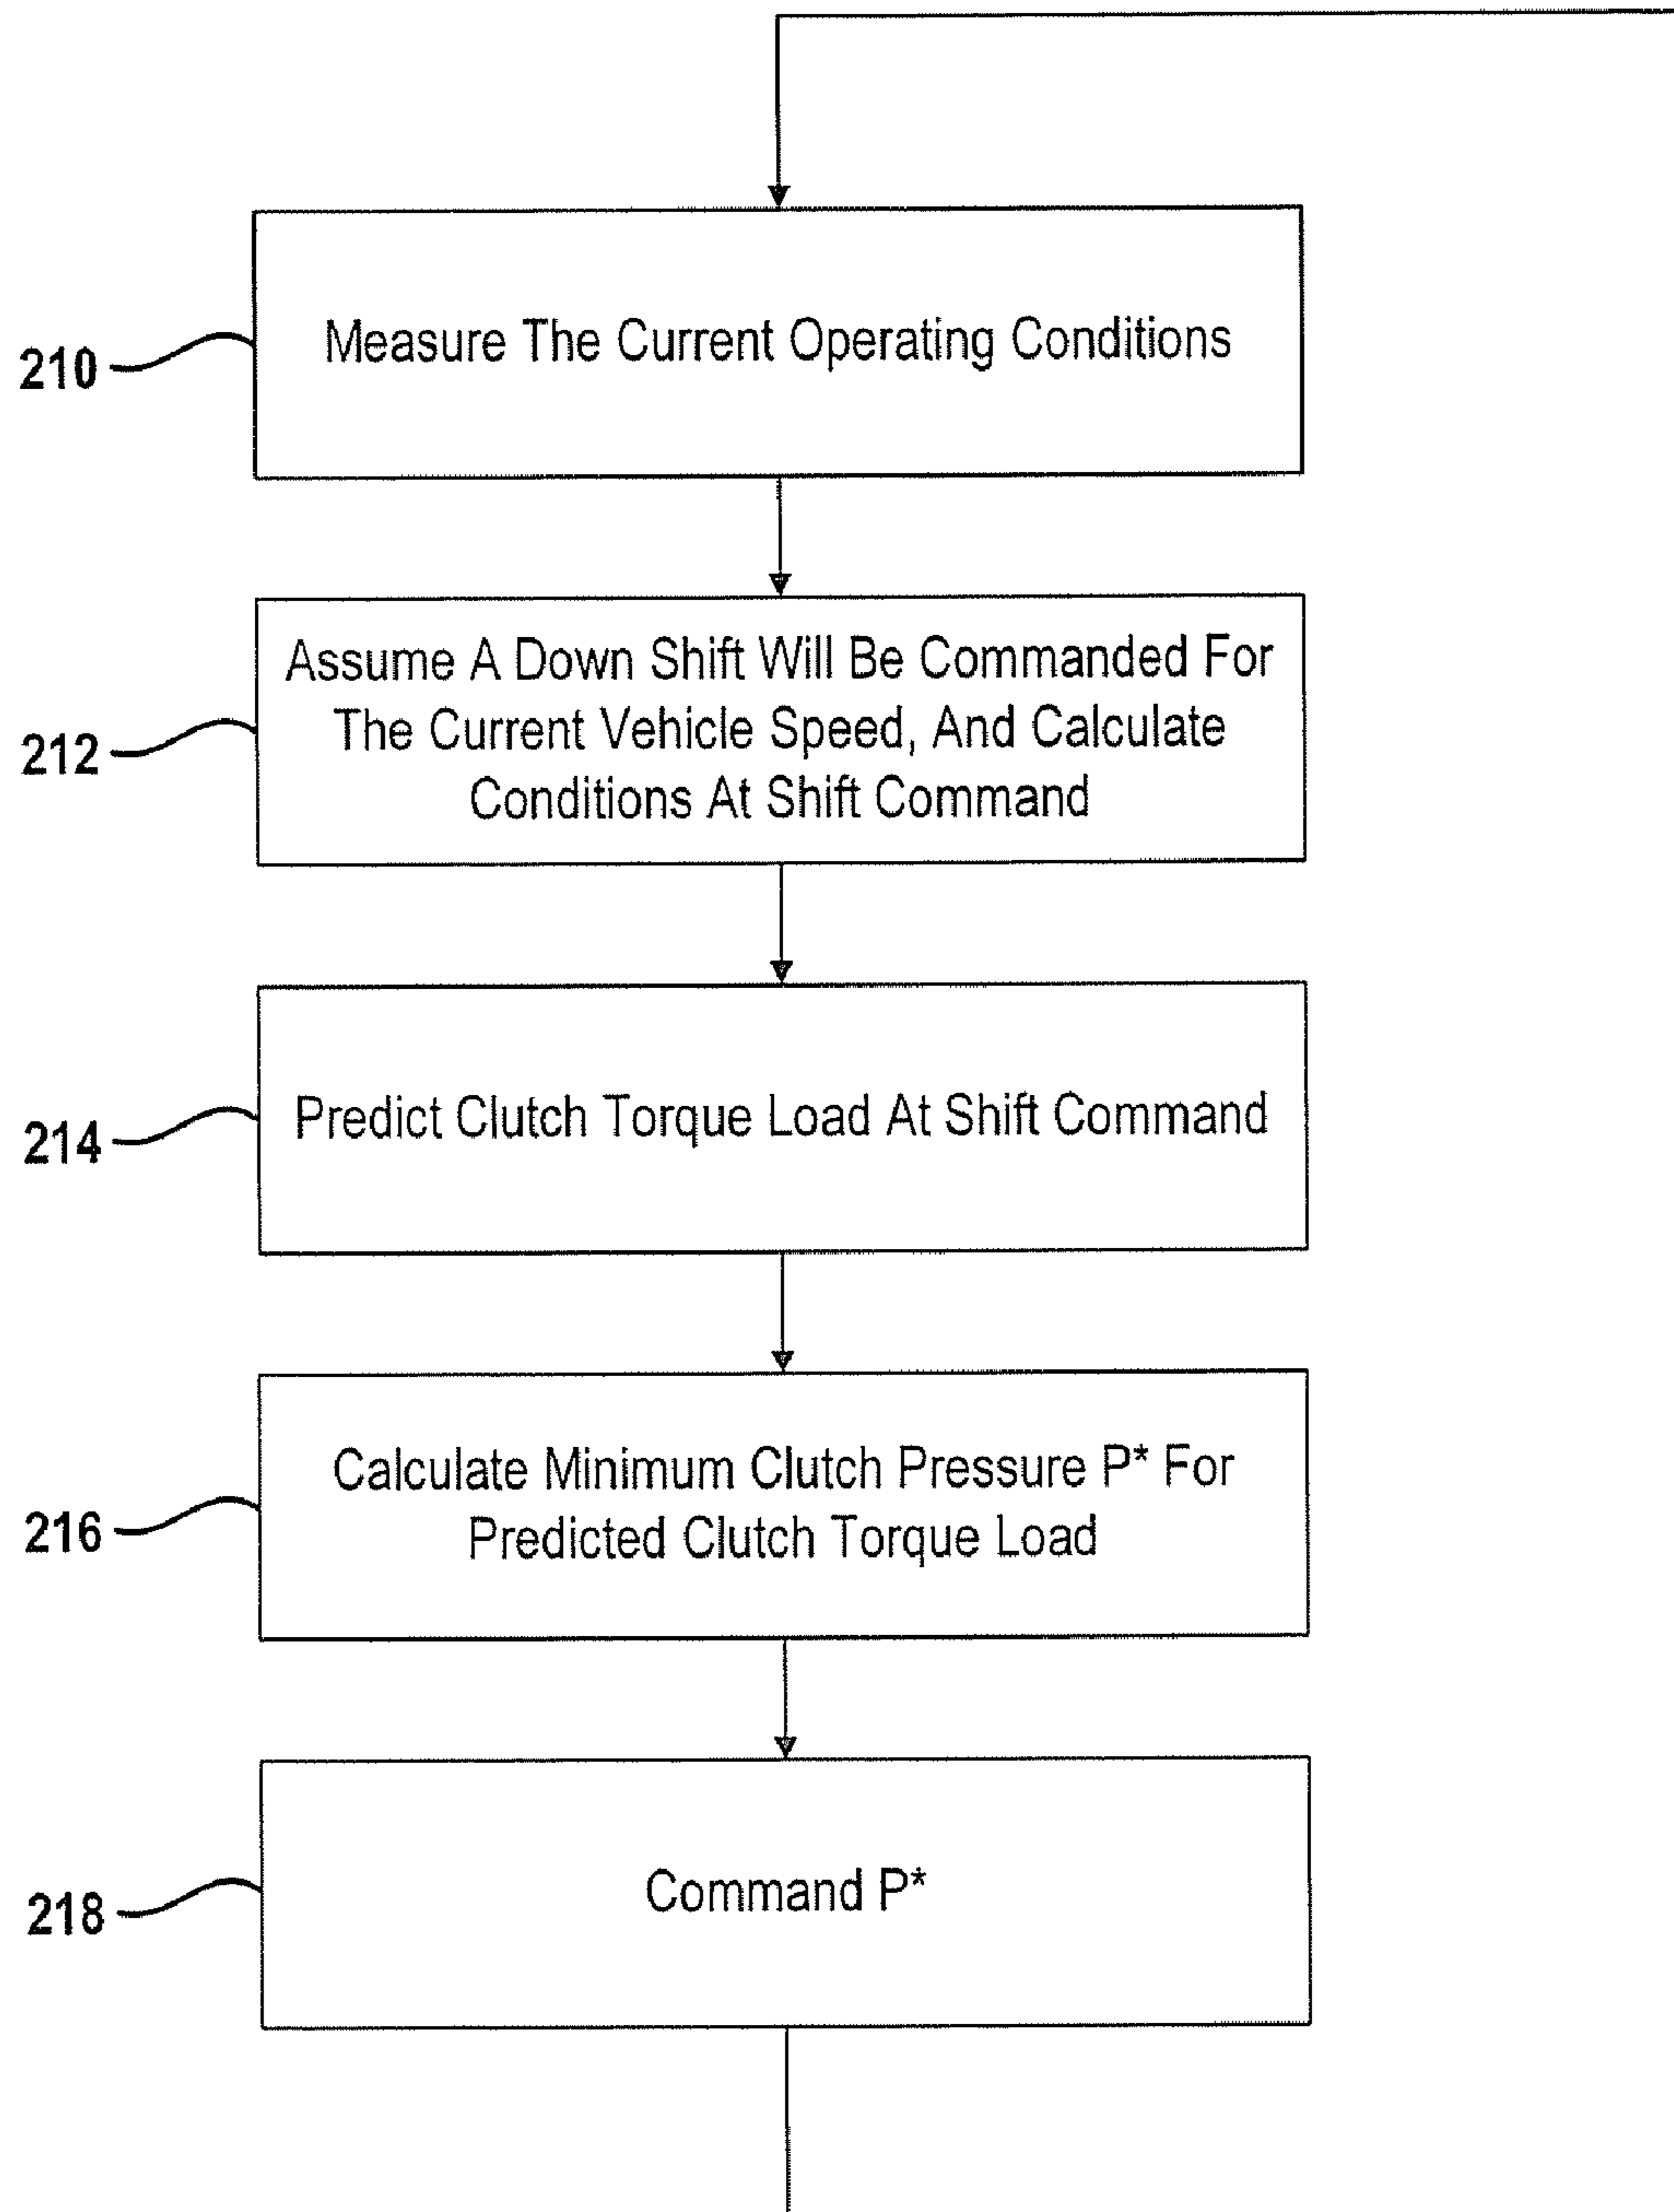 210
Measure The Current Operating Conditions
212
Assume A Down Shift Will Be Commanded For
The Current Vehicle Speed, And Calculate
Conditions At Shift Command
214
Predict Clutch Torque Load At Shift Command
216
Calculate Minimum Clutch Pressure P* For
Predicted Clutch Torque Load
218
Command P*